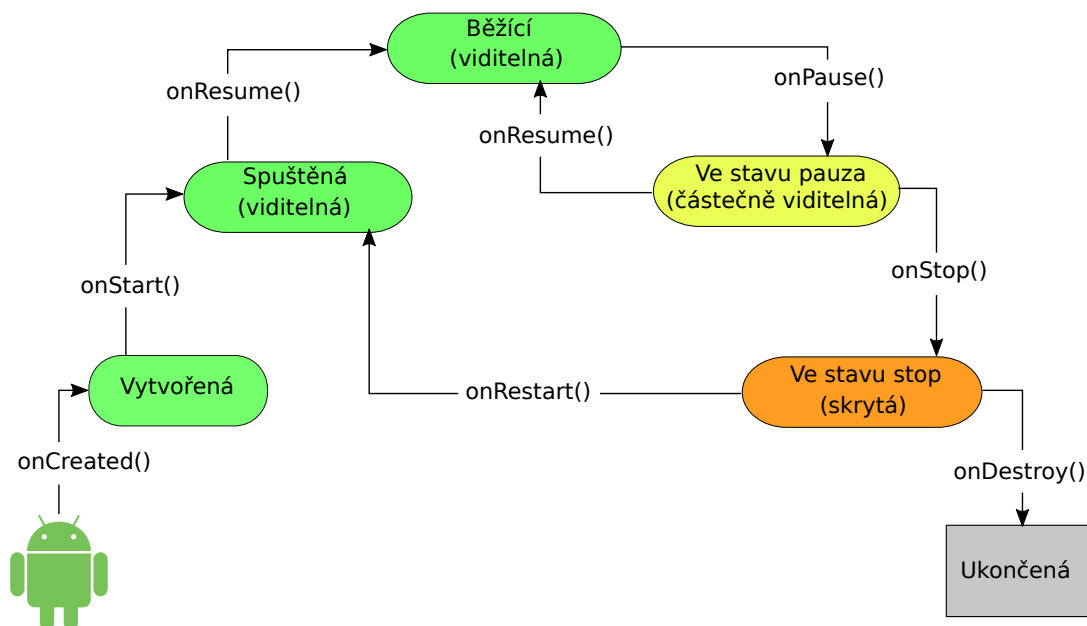 Běžící
(viditelná)
onResume()
onPause()
onResume()
Spuštěná
(viditelná)
Ve stavu pauza
(částečně viditelná)
onStart()
onStop()
Vytvořená
onRestart()
Ve stavu stop
(skrytá)
onCreated()
onDestroy()
Ukončená